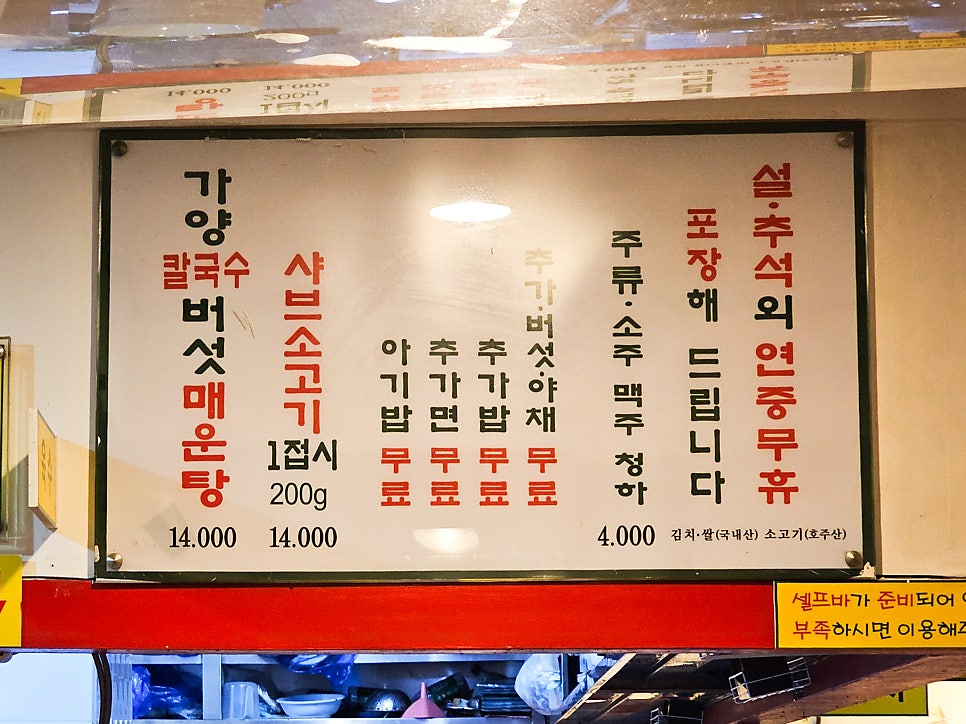 가양칼국수버섯매운탕
14.000
샤브소고기 1접시
200g
14.000
아기밥 무료
추가면 무료
추가밥 무료
추가·버섯·야채 무료
주류·소주 맥주 청하
4.000
포장해 드립니다
설·추석외 연중무휴
김치·쌀(국내산) 소고기(호주산)
셀프바가 준비되어
부족하시면 이용해주